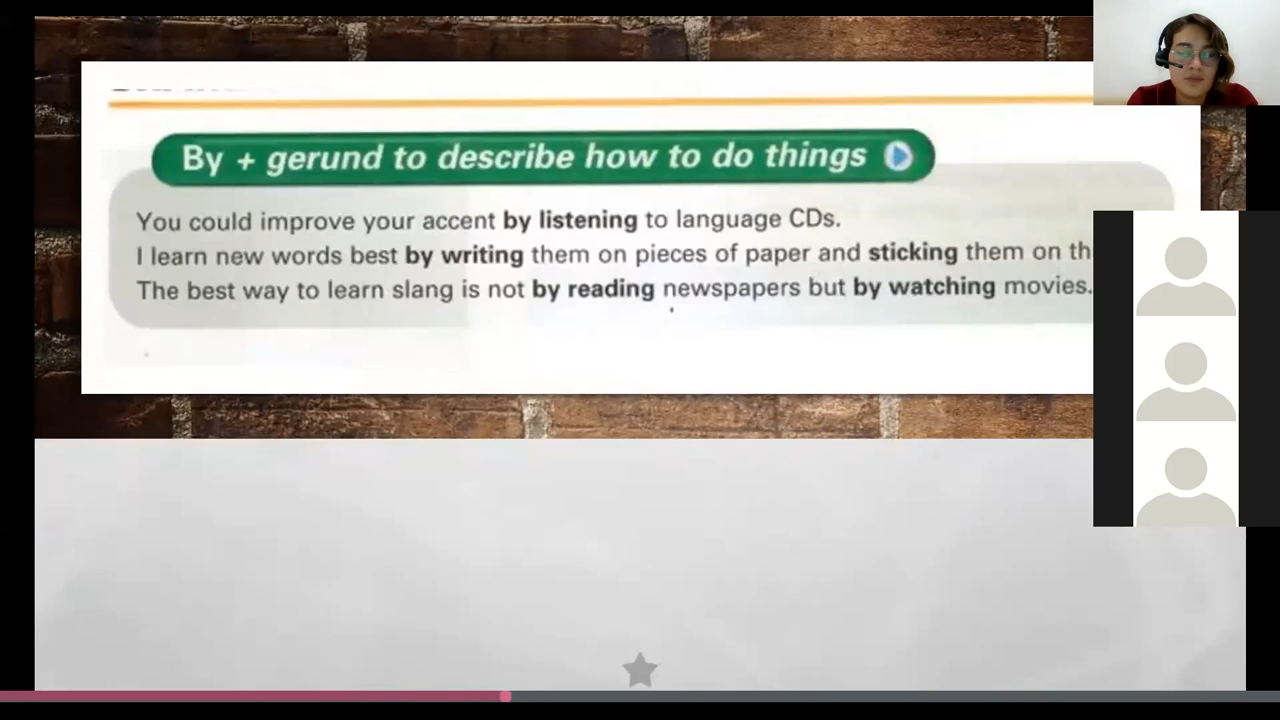 By + gerund to describe how to do things
You could improve your accent by listening to language CDs.
I learn new words best by writing them on pieces of paper and sticking them on
The best way to learn slang is not by reading newspapers but by watching movies.